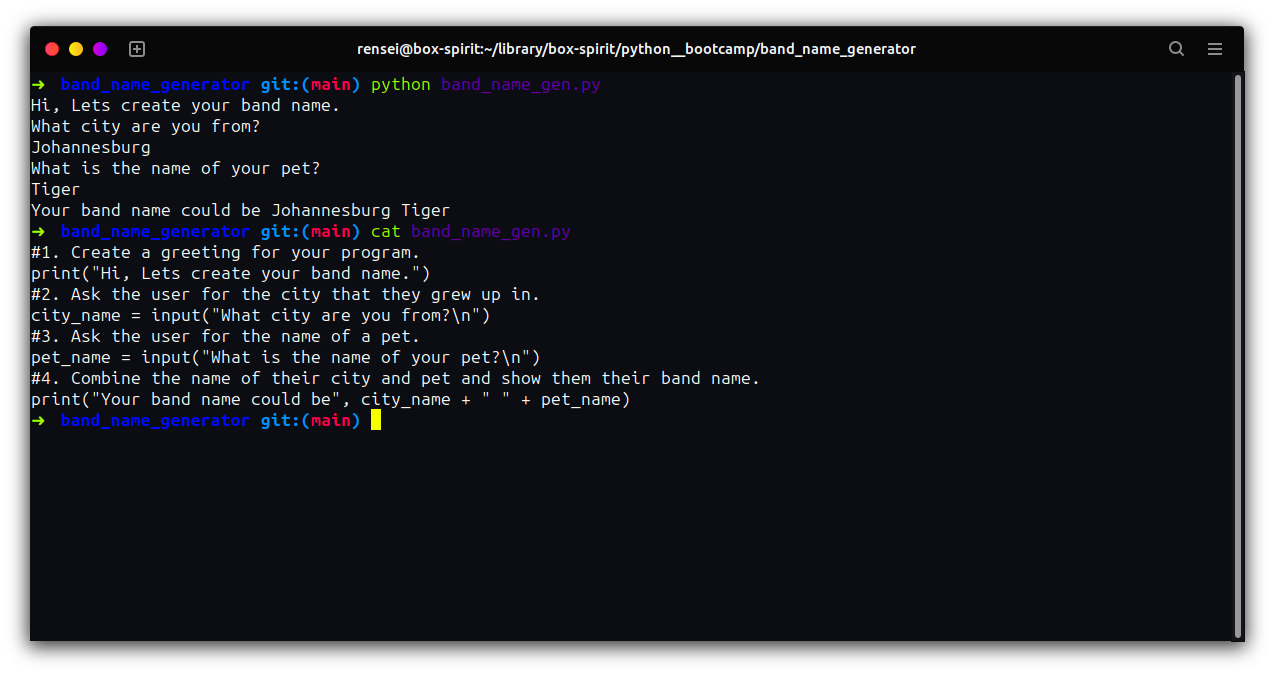 rensei@box-spirit:~/library/box-spirit/python__bootcamp/band_name_generator
➜  band_name_generator git:(main) python band_name_gen.py
Hi, Lets create your band name.
What city are you from?
Johannesburg
What is the name of your pet?
Tiger
Your band name could be Johannesburg Tiger
➜  band_name_generator git:(main) cat band_name_gen.py
#1. Create a greeting for your program.
print("Hi, Lets create your band name.")
#2. Ask the user for the city that they grew up in.
city_name = input("What city are you from?\n")
#3. Ask the user for the name of a pet.
pet_name = input("What is the name of your pet?\n")
#4. Combine the name of their city and pet and show them their band name.
print("Your band name could be", city_name + " " + pet_name)
➜  band_name_generator git:(main)